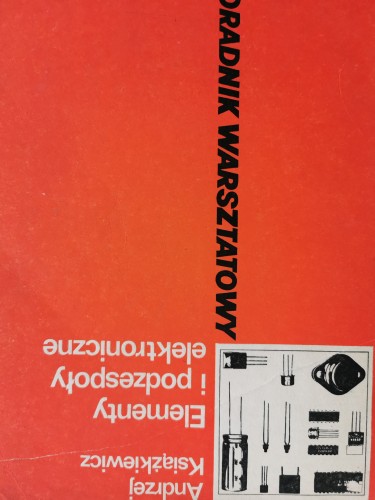 Andrzej
Książkiewicz
Elementy
i podzespoły
elektroniczne
ORADNIK WARSZTATOWY